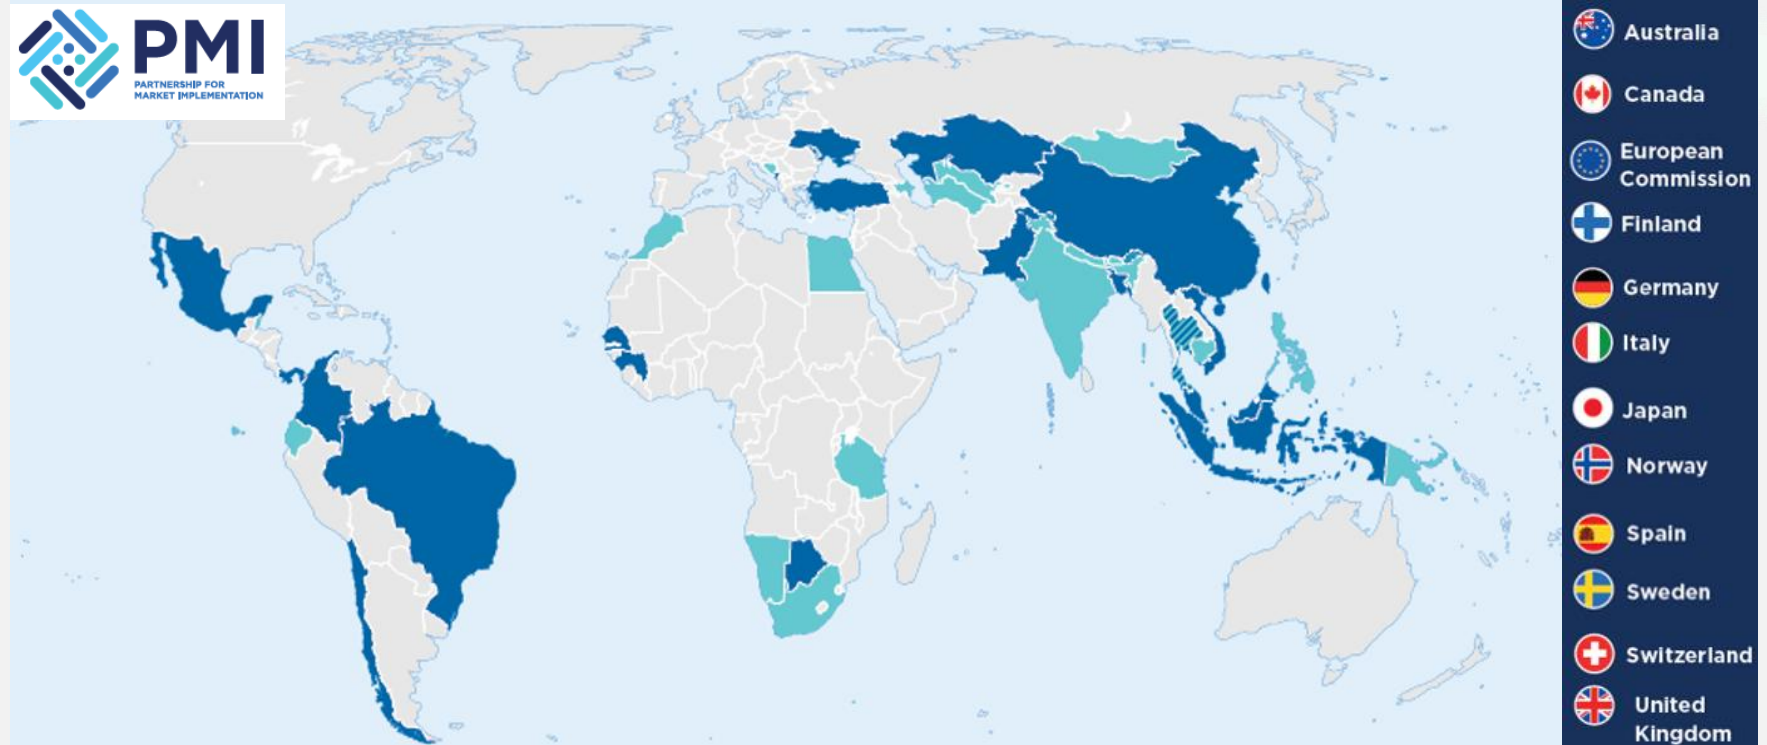 PMI
PARTNERSHIP FOR
MARKET IMPLEMENTATION
Australia
Canada
European
Commission
Finland
Germany
Italy
Japan
Norway
Spain
Sweden
Switzerland
United
Kingdom